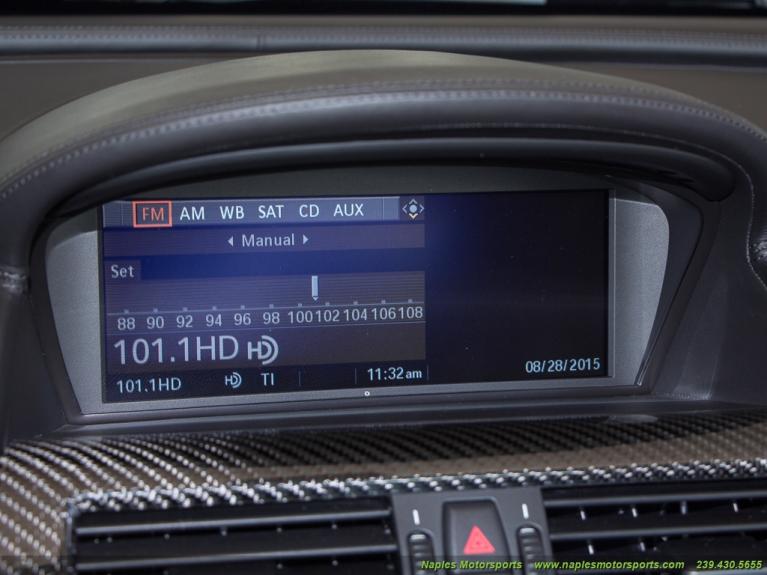 FM AM WB SAT CD AUX
Manual
Set
88 90 92 94 96 98 100 102 104 106 108
101.1HD HD
101.1HD HD TI 11:32 am 08/28/2015
Naples Motorsports www.naplesmotorsports.com 239.430.5655